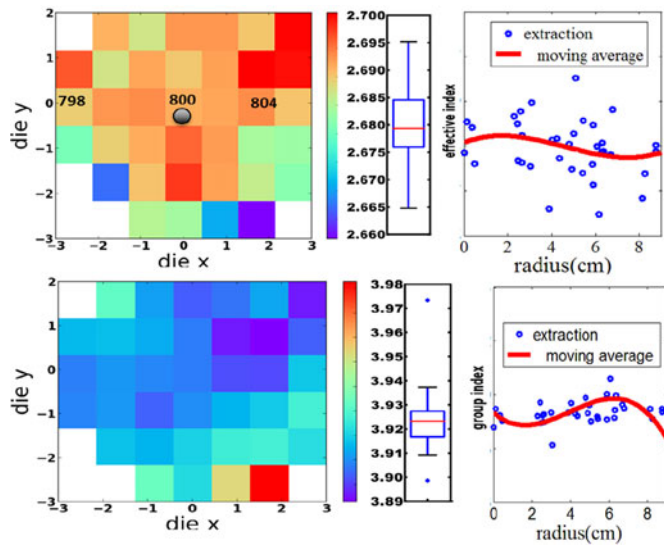 2
1
0
-1
-2
-3
die y
798
800
804
-3 -2 -1 0 1 2 3
die x
2.700
2.695
2.690
2.685
2.680
2.675
2.670
2.665
2.660
effective index
extraction
moving average
0 2 4 6 8
radius(cm)
2
1
0
-1
-2
-3
die y
-3 -2 -1 0 1 2 3
die x
3.98
3.97
3.96
3.95
3.94
3.93
3.92
3.91
3.90
3.89
group index
extraction
moving average
0 2 4 6 8
radius(cm)